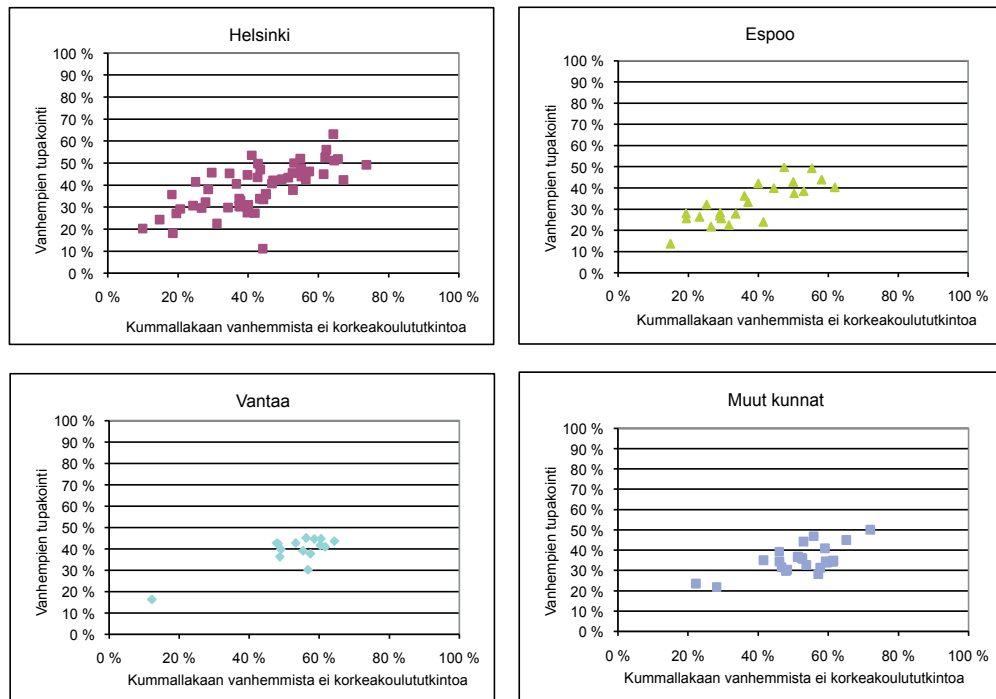 Helsinki
Vanhempien tupakointi
100 %
90 %
80 %
70 %
60 %
50 %
40 %
30 %
20 %
10 %
0 %
0 % 20 % 40 % 60 % 80 % 100 %
Kummallakaan vanhemmista ei korkeakoulututkintoa
Espoo
Vanhempien tupakointi
100 %
90 %
80 %
70 %
60 %
50 %
40 %
30 %
20 %
10 %
0 %
0 % 20 % 40 % 60 % 80 % 100 %
Kummallakaan vanhemmista ei korkeakoulututkintoa
Vantaa
Vanhempien tupakointi
100 %
90 %
80 %
70 %
60 %
50 %
40 %
30 %
20 %
10 %
0 %
0 % 20 % 40 % 60 % 80 % 100 %
Kummallakaan vanhemmista ei korkeakoulututkintoa
Muut kunnat
Vanhempien tupakointi
100 %
90 %
80 %
70 %
60 %
50 %
40 %
30 %
20 %
10 %
0 %
0 % 20 % 40 % 60 % 80 % 100 %
Kummallakaan vanhemmista ei korkeakoulututkintoa